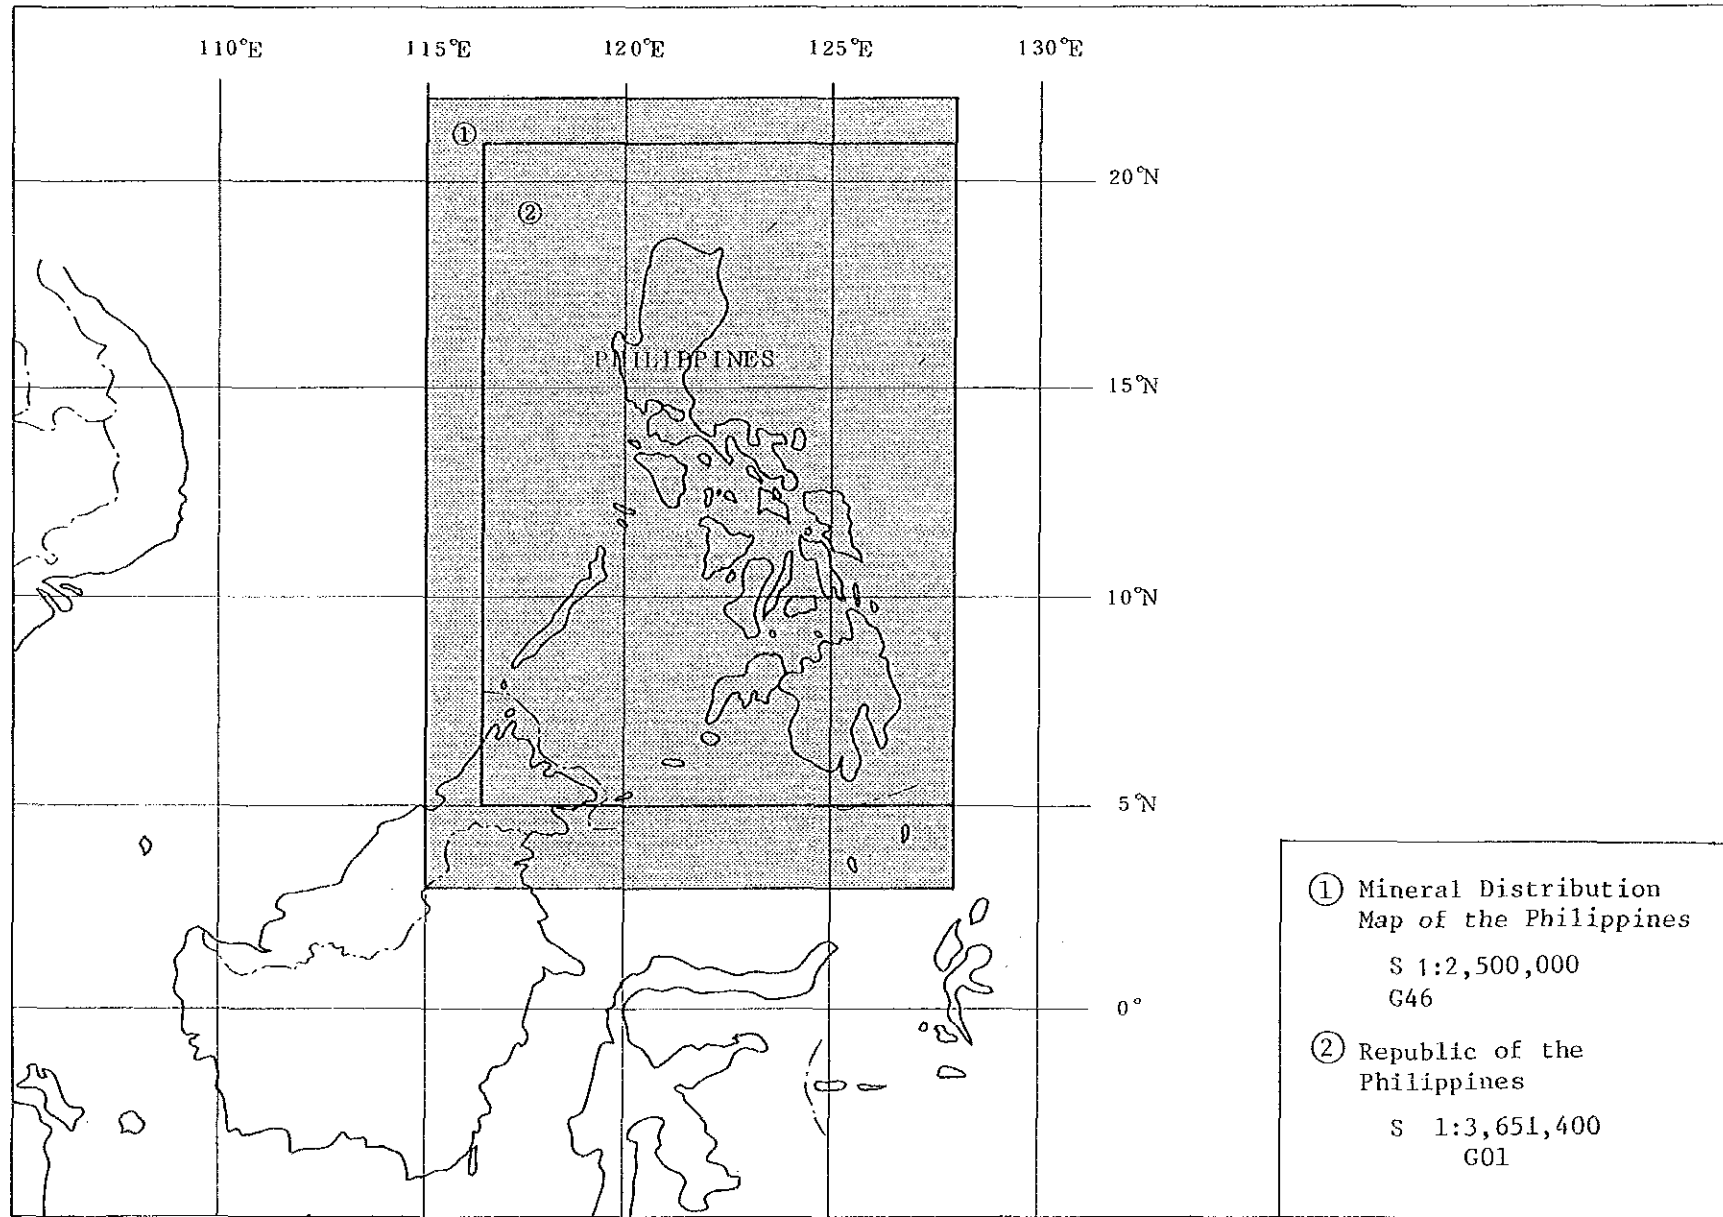 110°E 115°E 120°E 125°E 130°E
①
20°N
②
PHILIPPINES
15°N
10°N
5°N
0°
① Mineral Distribution
Map of the Philippines
S 1:2,500,000
G46
② Republic of the
Philippines
S 1:3,651,400
G01